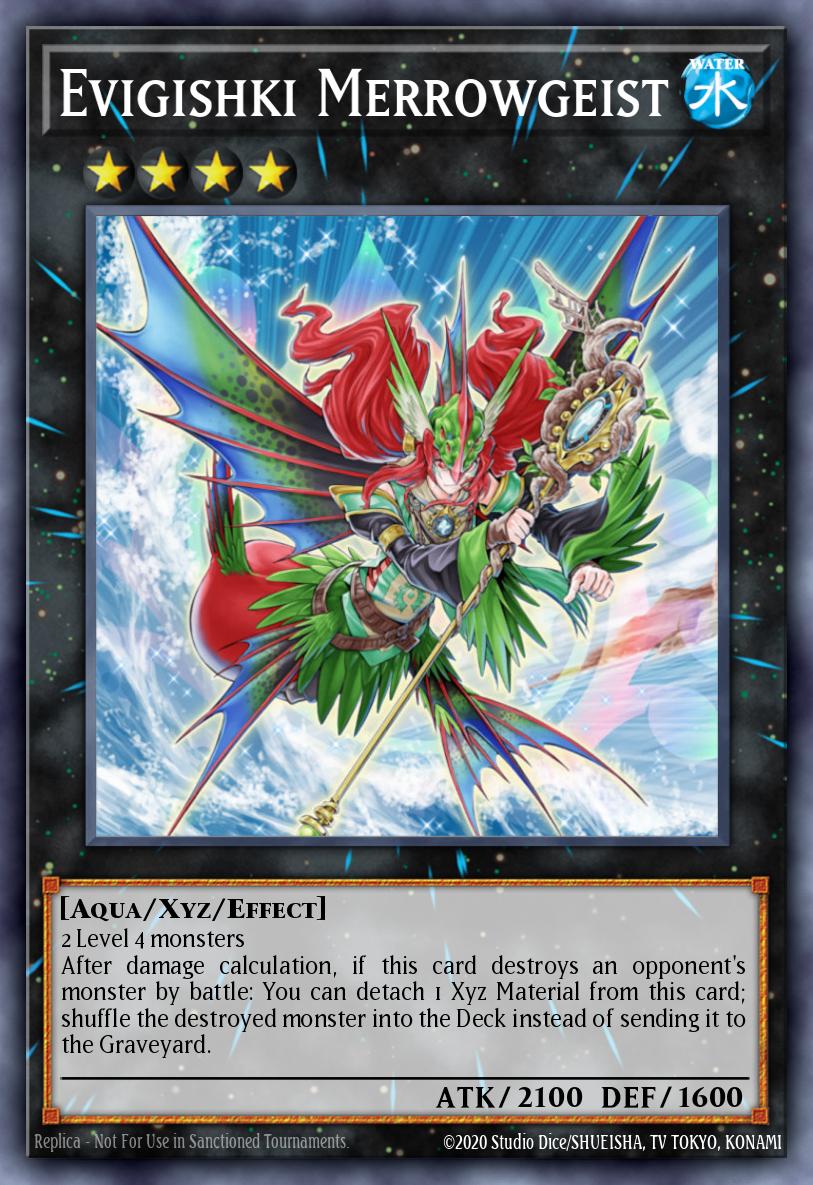 Evigishki Merrowgeist
WATER
水
[Aqua/Xyz/Effect]
2 Level 4 monsters
After damage calculation, if this card destroys an opponent's
monster by battle: You can detach 1 Xyz Material from this card;
shuffle the destroyed monster into the Deck instead of sending it to
the Graveyard.
ATK/2100 DEF/1600
Replica - Not For Use in Sanctioned Tournaments.
©2020 Studio Dice/SHUEISHA, TV TOKYO, KONAMI